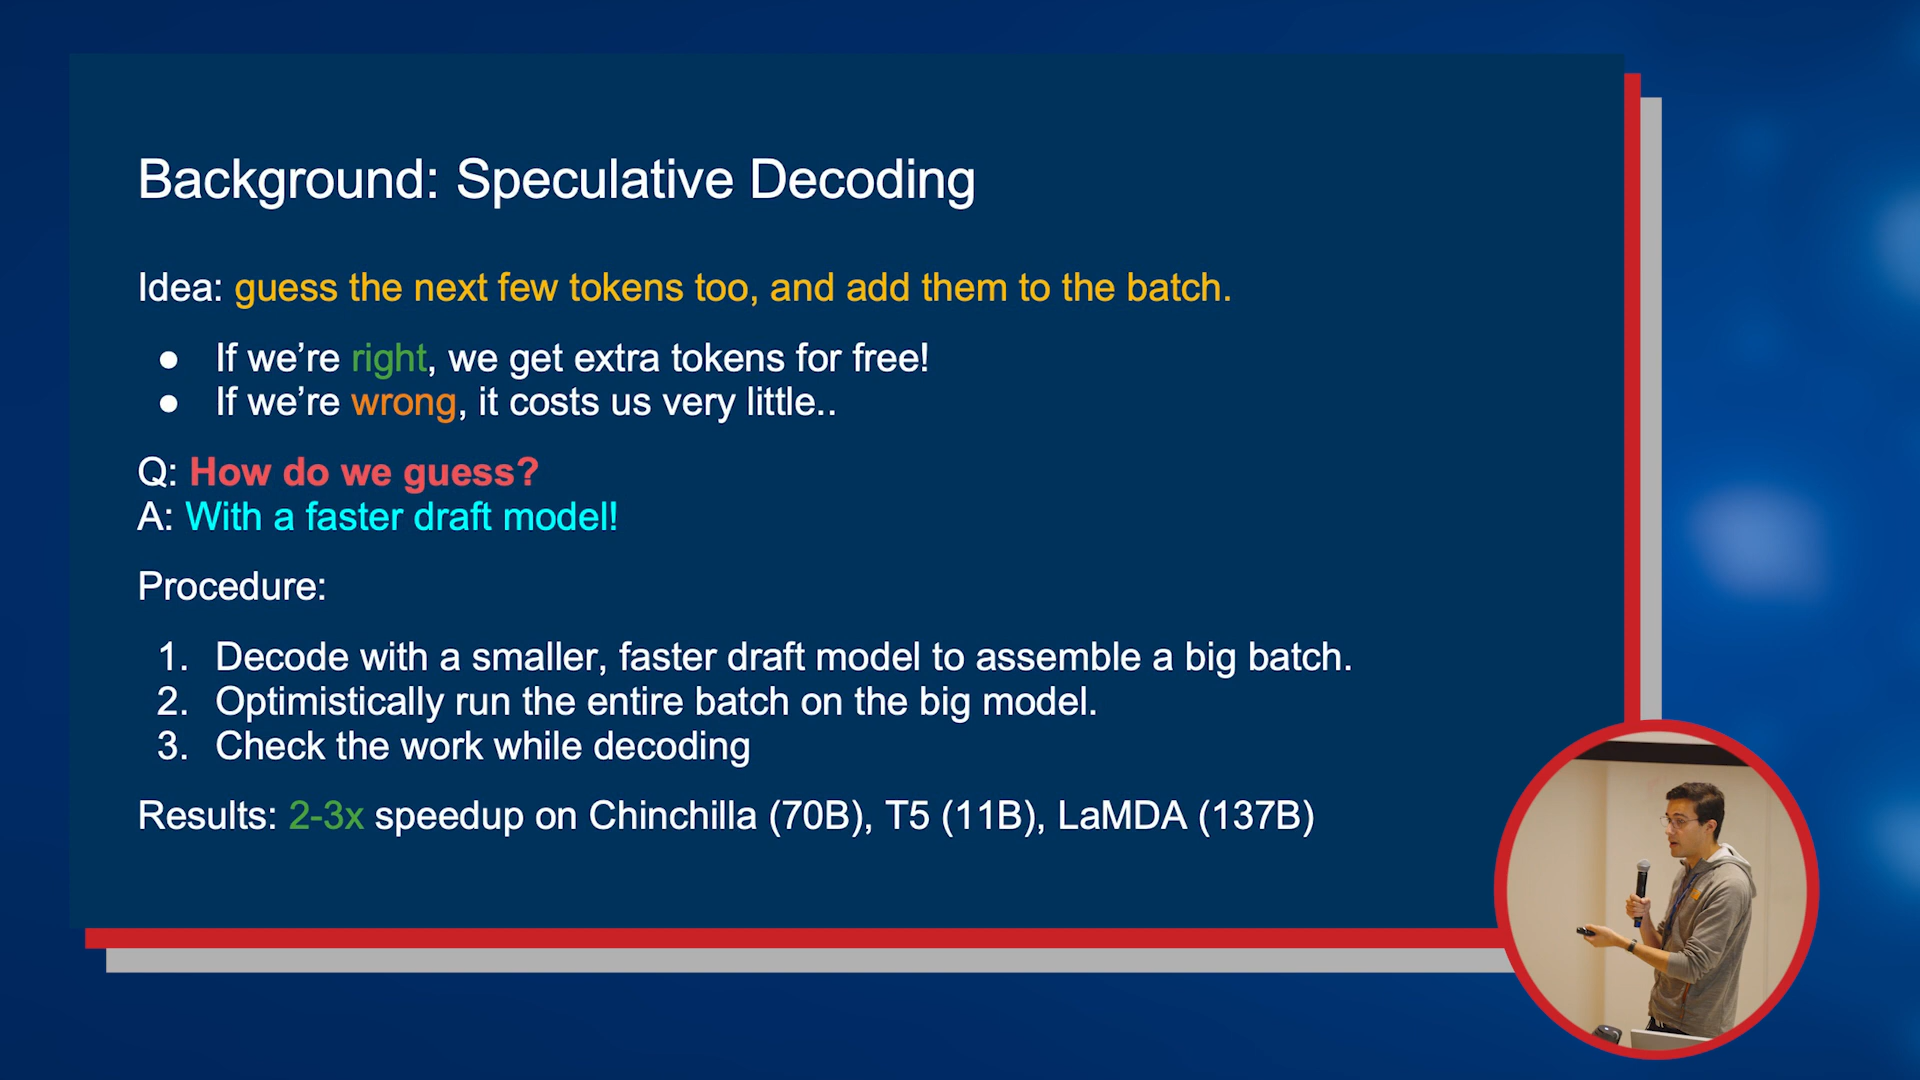 Background: Speculative Decoding
Idea: guess the next few tokens too, and add them to the batch.
● If we’re right, we get extra tokens for free!
● If we’re wrong, it costs us very little..
Q: How do we guess?
A: With a faster draft model!
Procedure:
1. Decode with a smaller, faster draft model to assemble a big batch.
2. Optimistically run the entire batch on the big model.
3. Check the work while decoding
Results: 2-3x speedup on Chinchilla (70B), T5 (11B), LaMDA (137B)